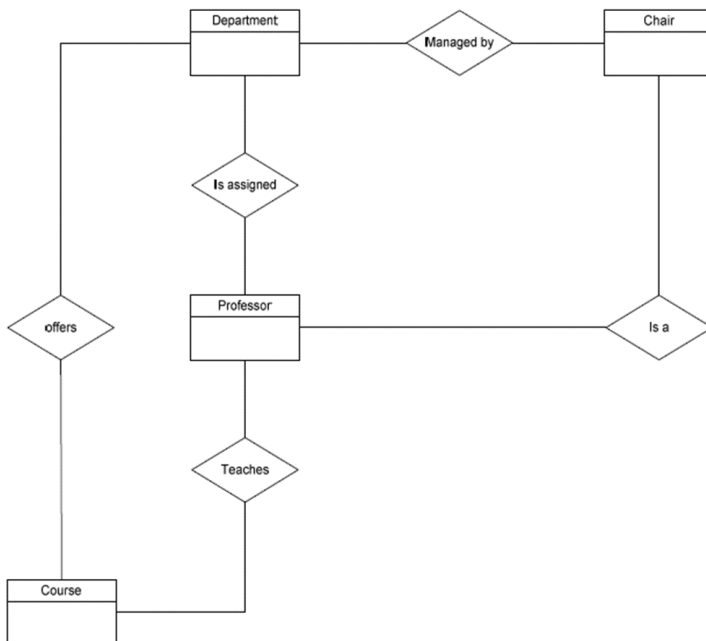 Department
Managed by
Chair
Is assigned
Professor
offers
Is a
Teaches
Course